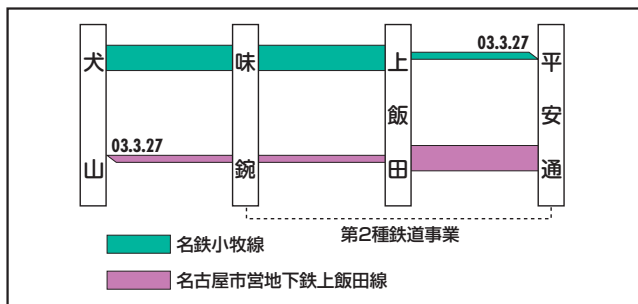 犬山
味鋺
上飯田
平安通
03.3.27
03.3.27
第2種鉄道事業
名鉄小牧線
名古屋市営地下鉄上飯田線